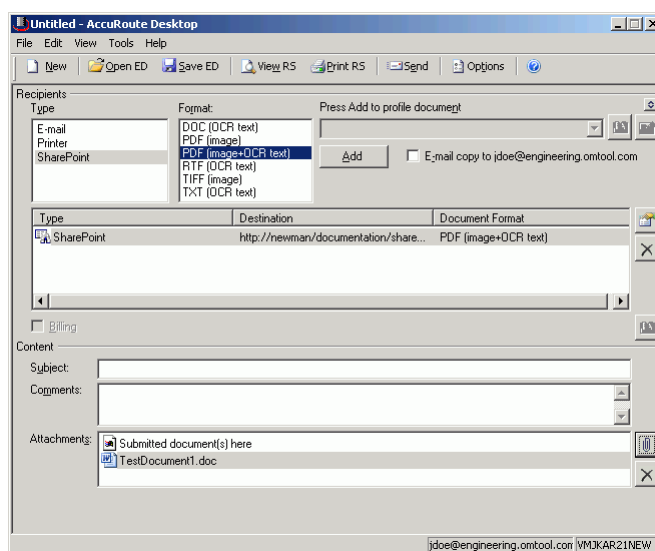 Untitled - AccuRoute Desktop
File Edit View Tools Help
New Open ED Save ED View RS Print RS Send Options
Recipients
Type Format: Press Add to profile document
E-mail
Printer
SharePoint
DOC (OCR text)
PDF (image)
PDF (image+OCR text)
RTF (OCR text)
TIFF (image)
TXT (OCR text)
Add E-mail copy to jdoe@engineering.omtool.com
Type Destination Document Format
SharePoint http://newman/documentation/share... PDF (image+OCR text)
Billing
Content
Subject:
Comments:
Attachments:
Submitted document(s) here
TestDocument1.doc
jdoe@engineering.omtool.com VMJKAR21NEW